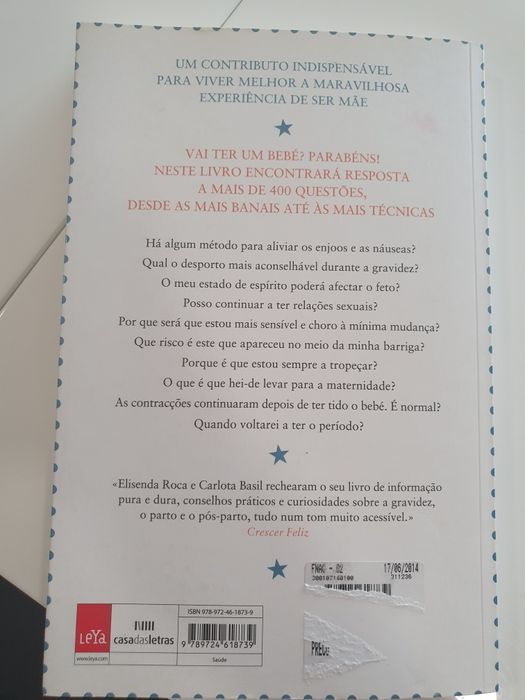 UM CONTRIBUTO INDISPENSÁVEL
PARA VIVER MELHOR A MARAVILHOSA
EXPERIÊNCIA DE SER MÃE
VAI TER UM BEBÉ? PARABÉNS!
NESTE LIVRO ENCONTRARÁ RESPOSTA
A MAIS DE 400 QUESTÕES,
DESDE AS MAIS BANAIS ATÉ ÀS MAIS TÉCNICAS
Há algum método para aliviar os enjoos e as náuseas?
Qual o desporto mais aconselhável durante a gravidez?
O meu estado de espírito poderá afectar o feto?
Posso continuar a ter relações sexuais?
Por que será que estou mais sensível e choro à mínima mudança?
Que risco é este que apareceu no meio da minha barriga?
Porque é que estou sempre a tropeçar?
O que é que hei-de levar para a maternidade?
As contracções continuaram depois de ter tido o bebé. É normal?
Quando voltarei a ter o período?
«Elisenda Roca e Carlota Basil rechearam o seu livro de informação
pura e dura, conselhos práticos e curiosidades sobre a gravidez,
o parto e o pós-parto, tudo num tom muito acessível.»
Crescer Feliz
FNAC - 02 17/06/2014
311236
ISBN 978-972-46-1873-9
LeYa
casadasletras
9 789724 618739
www.leya.com
Saúde